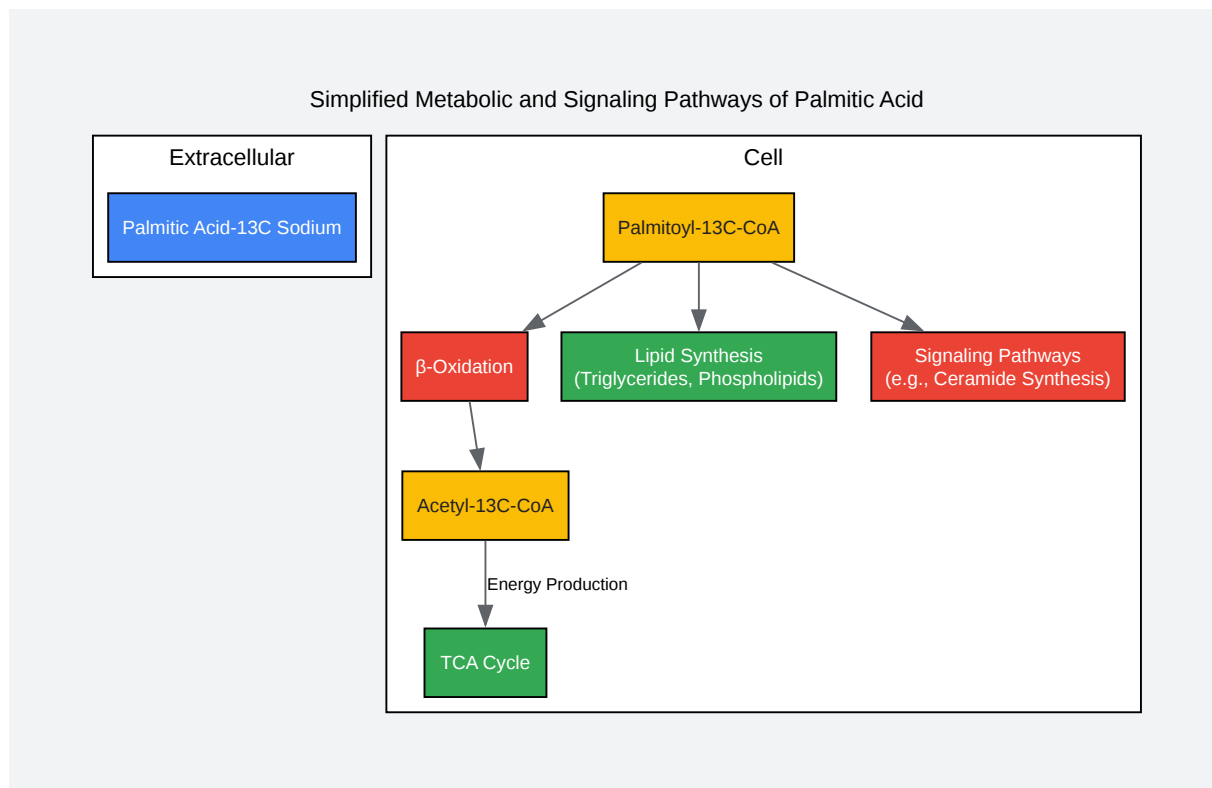 Simplified Metabolic and Signaling Pathways of Palmitic Acid
Extracellular
Palmitic Acid-13C Sodium
Cell
Palmitoyl-13C-CoA
β-Oxidation
Lipid Synthesis
(Triglycerides, Phospholipids)
Signaling Pathways
(e.g., Ceramide Synthesis)
Acetyl-13C-CoA
Energy Production
TCA Cycle